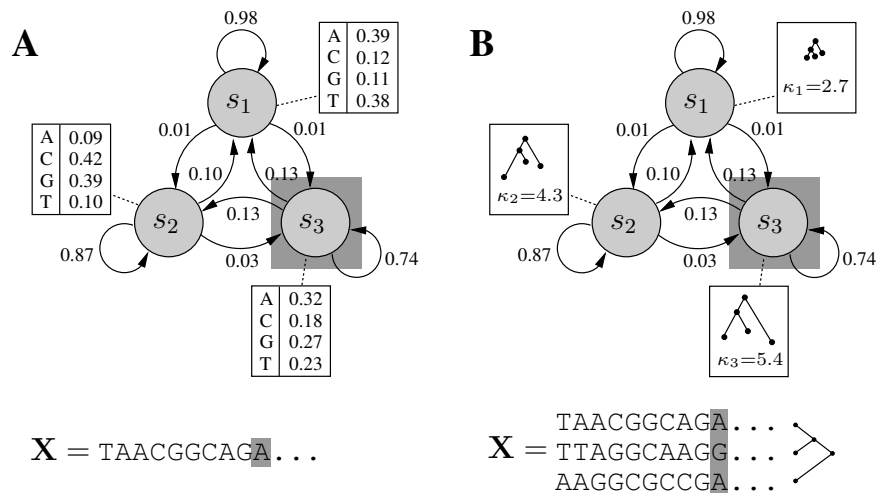 A
0.98
A 0.39
C 0.12
G 0.11
T 0.38
s1
0.01
0.01
A 0.09
C 0.42
G 0.39
T 0.10
0.10
0.13
s2
0.13
s3
0.87
0.03
0.74
A 0.32
C 0.18
G 0.27
T 0.23
X = TAACGGCAGA...
B
0.98
s1
κ1=2.7
0.01
0.01
κ2=4.3
0.10
0.13
s2
0.13
s3
0.87
0.03
0.74
κ3=5.4
TAACGGCAGA...
X = TTAGGCAAGG...
AAGGCGCCGA...